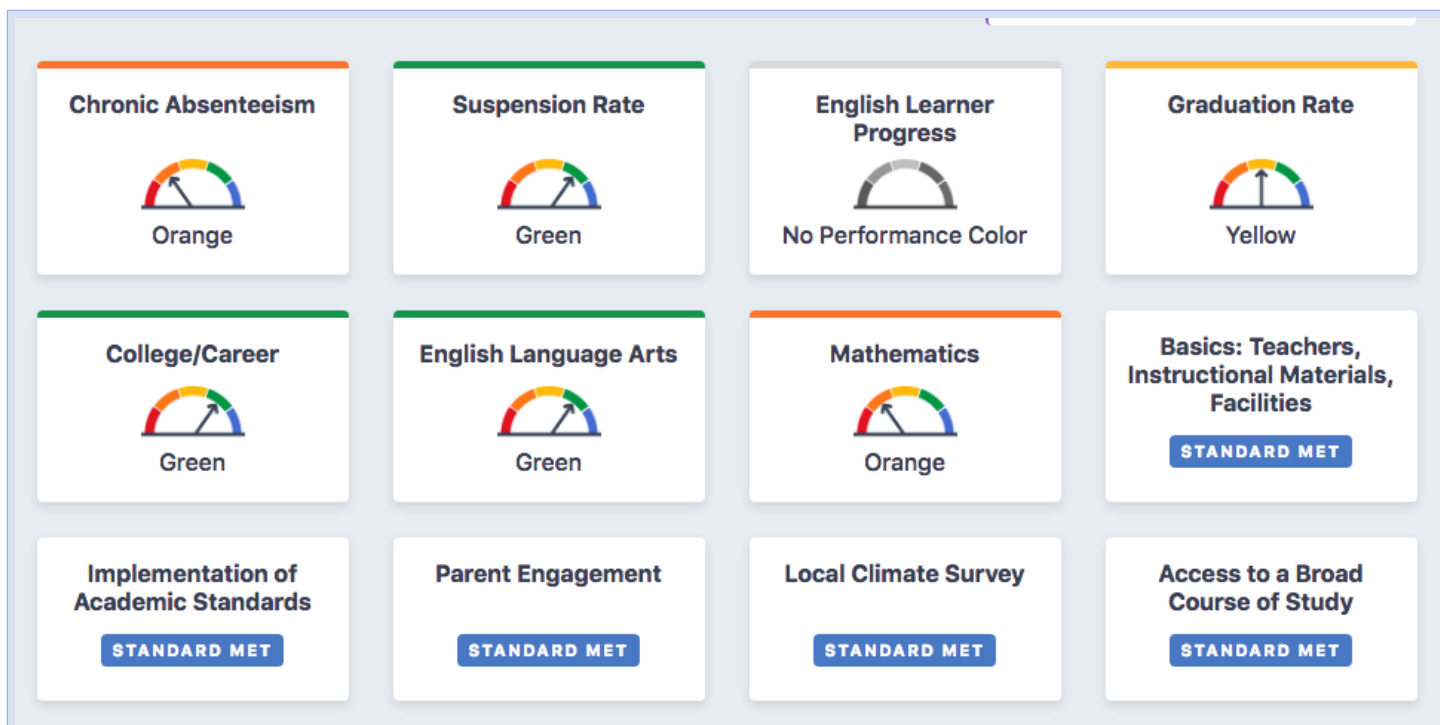 Chronic Absenteeism
Orange
Suspension Rate
Green
English Learner
Progress
No Performance Color
Graduation Rate
Yellow
College/Career
Green
English Language Arts
Green
Mathematics
Orange
Basics: Teachers,
Instructional Materials,
Facilities
STANDARD MET
Implementation of
Academic Standards
STANDARD MET
Parent Engagement
STANDARD MET
Local Climate Survey
STANDARD MET
Access to a Broad
Course of Study
STANDARD MET